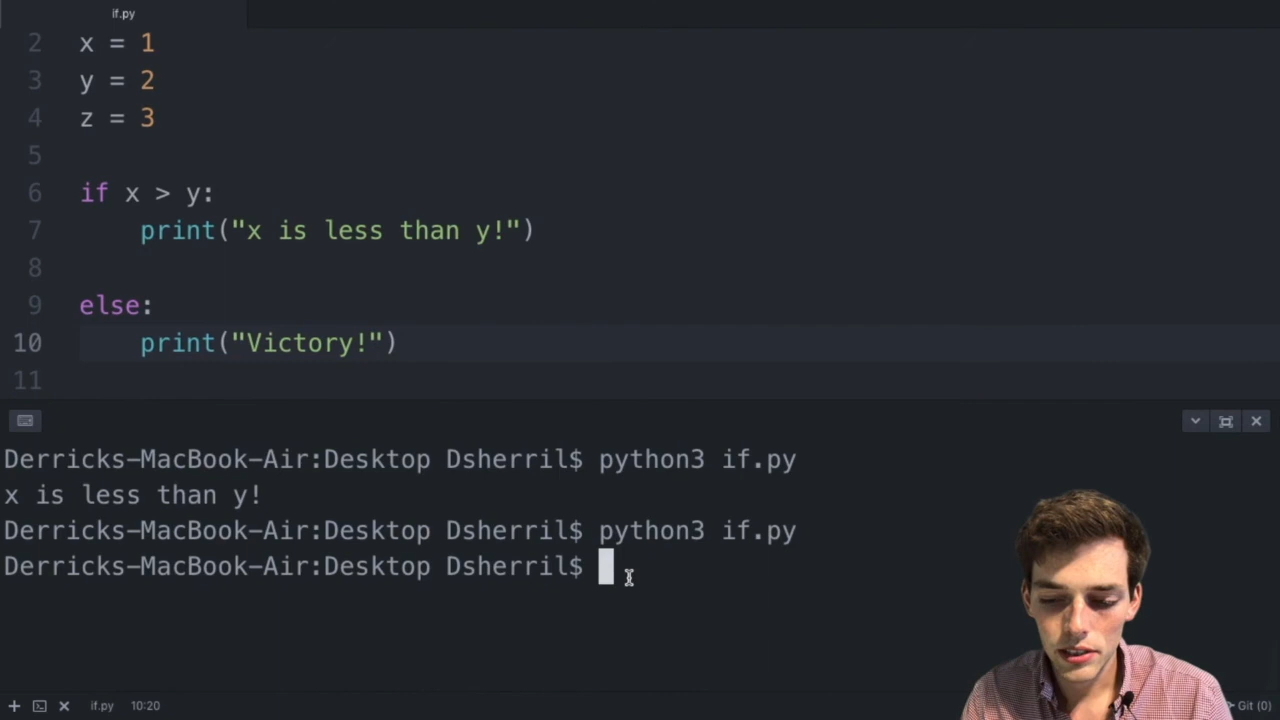 if.py
2 x = 1
3 y = 2
4 z = 3
5
6 if x > y:
7 print("x is less than y!")
8
9 else:
10 print("Victory!")
11
Derricks-MacBook-Air:Desktop Dsherril$ python3 if.py
x is less than y!
Derricks-MacBook-Air:Desktop Dsherril$ python3 if.py
Derricks-MacBook-Air:Desktop Dsherril$
if.py 10:20 Git (0)